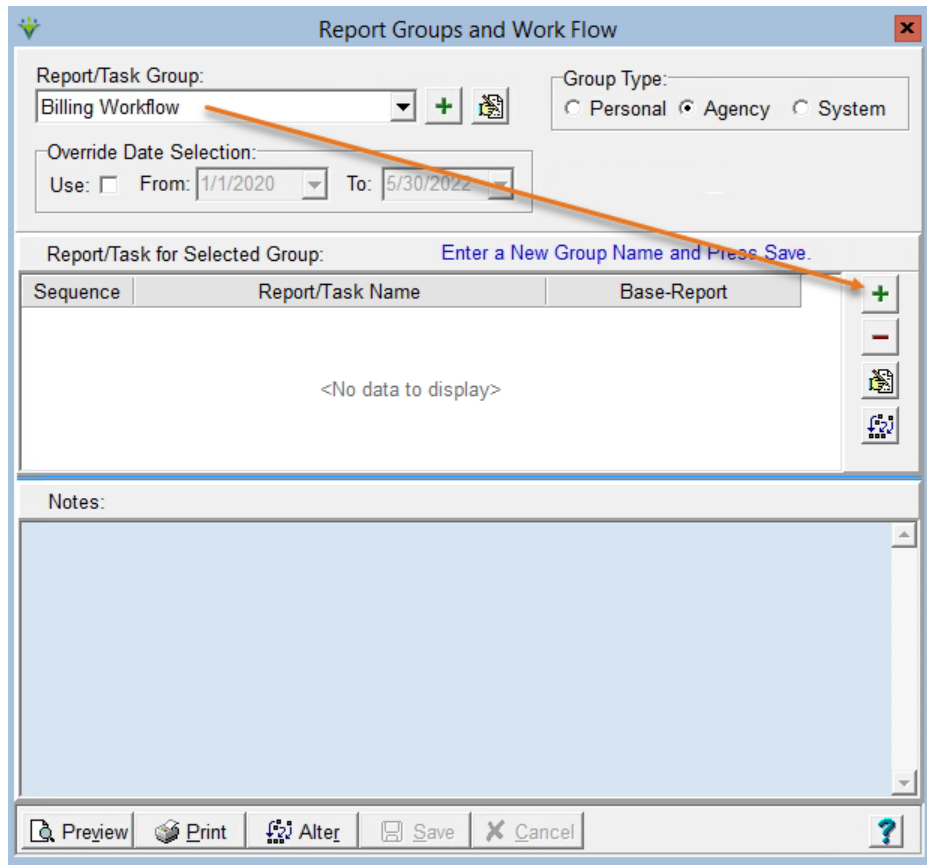 Report Groups and Work Flow
Report/Task Group:
Group Type:
Billing Workflow
Personal Agency System
Override Date Selection:
Use: From: 1/1/2020 To: 5/30/2022
Report/Task for Selected Group: Enter a New Group Name and Press Save.
Sequence Report/Task Name Base-Report
<No data to display>
Notes:
Preview Print Alter Save Cancel ?